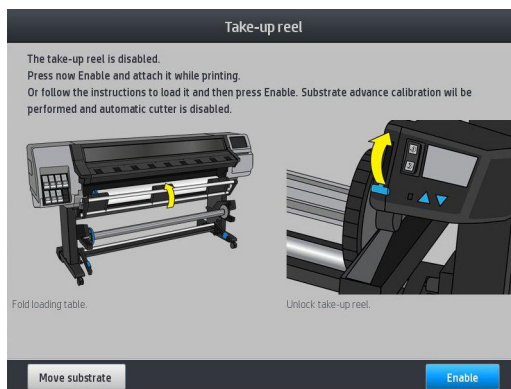 Take-up reel
The take-up reel is disabled.
Press now Enable and attach it while printing.
Or follow the instructions to load it and then press Enable. Substrate advance calibration wil be
performed and automatic cutter is disabled.
Fold loading table.
Unlock take-up reel.
Move substrate
Enable